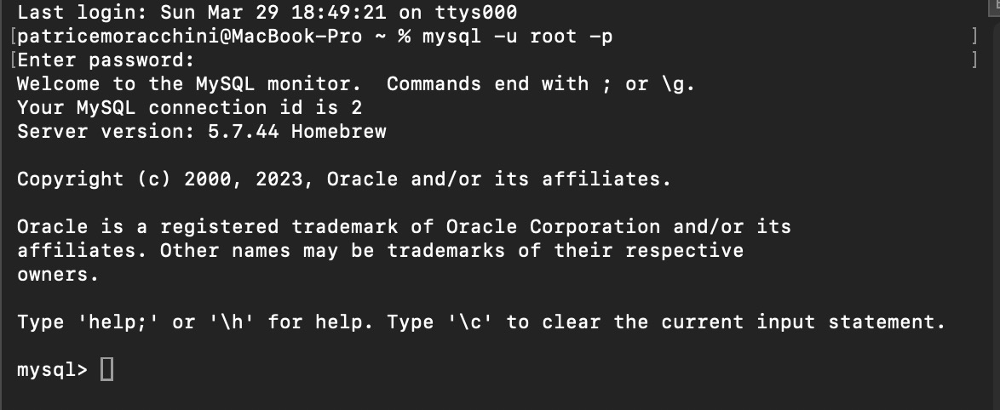 Last login: Sun Mar 29 18:49:21 on ttys000
[patricemoracchini@MacBook-Pro ~ % mysql -u root -p ]
[Enter password: ]
Welcome to the MySQL monitor.  Commands end with ; or \g.
Your MySQL connection id is 2
Server version: 5.7.44 Homebrew

Copyright (c) 2000, 2023, Oracle and/or its affiliates.

Oracle is a registered trademark of Oracle Corporation and/or its
affiliates. Other names may be trademarks of their respective
owners.

Type 'help;' or '\h' for help. Type '\c' to clear the current input statement.

mysql>